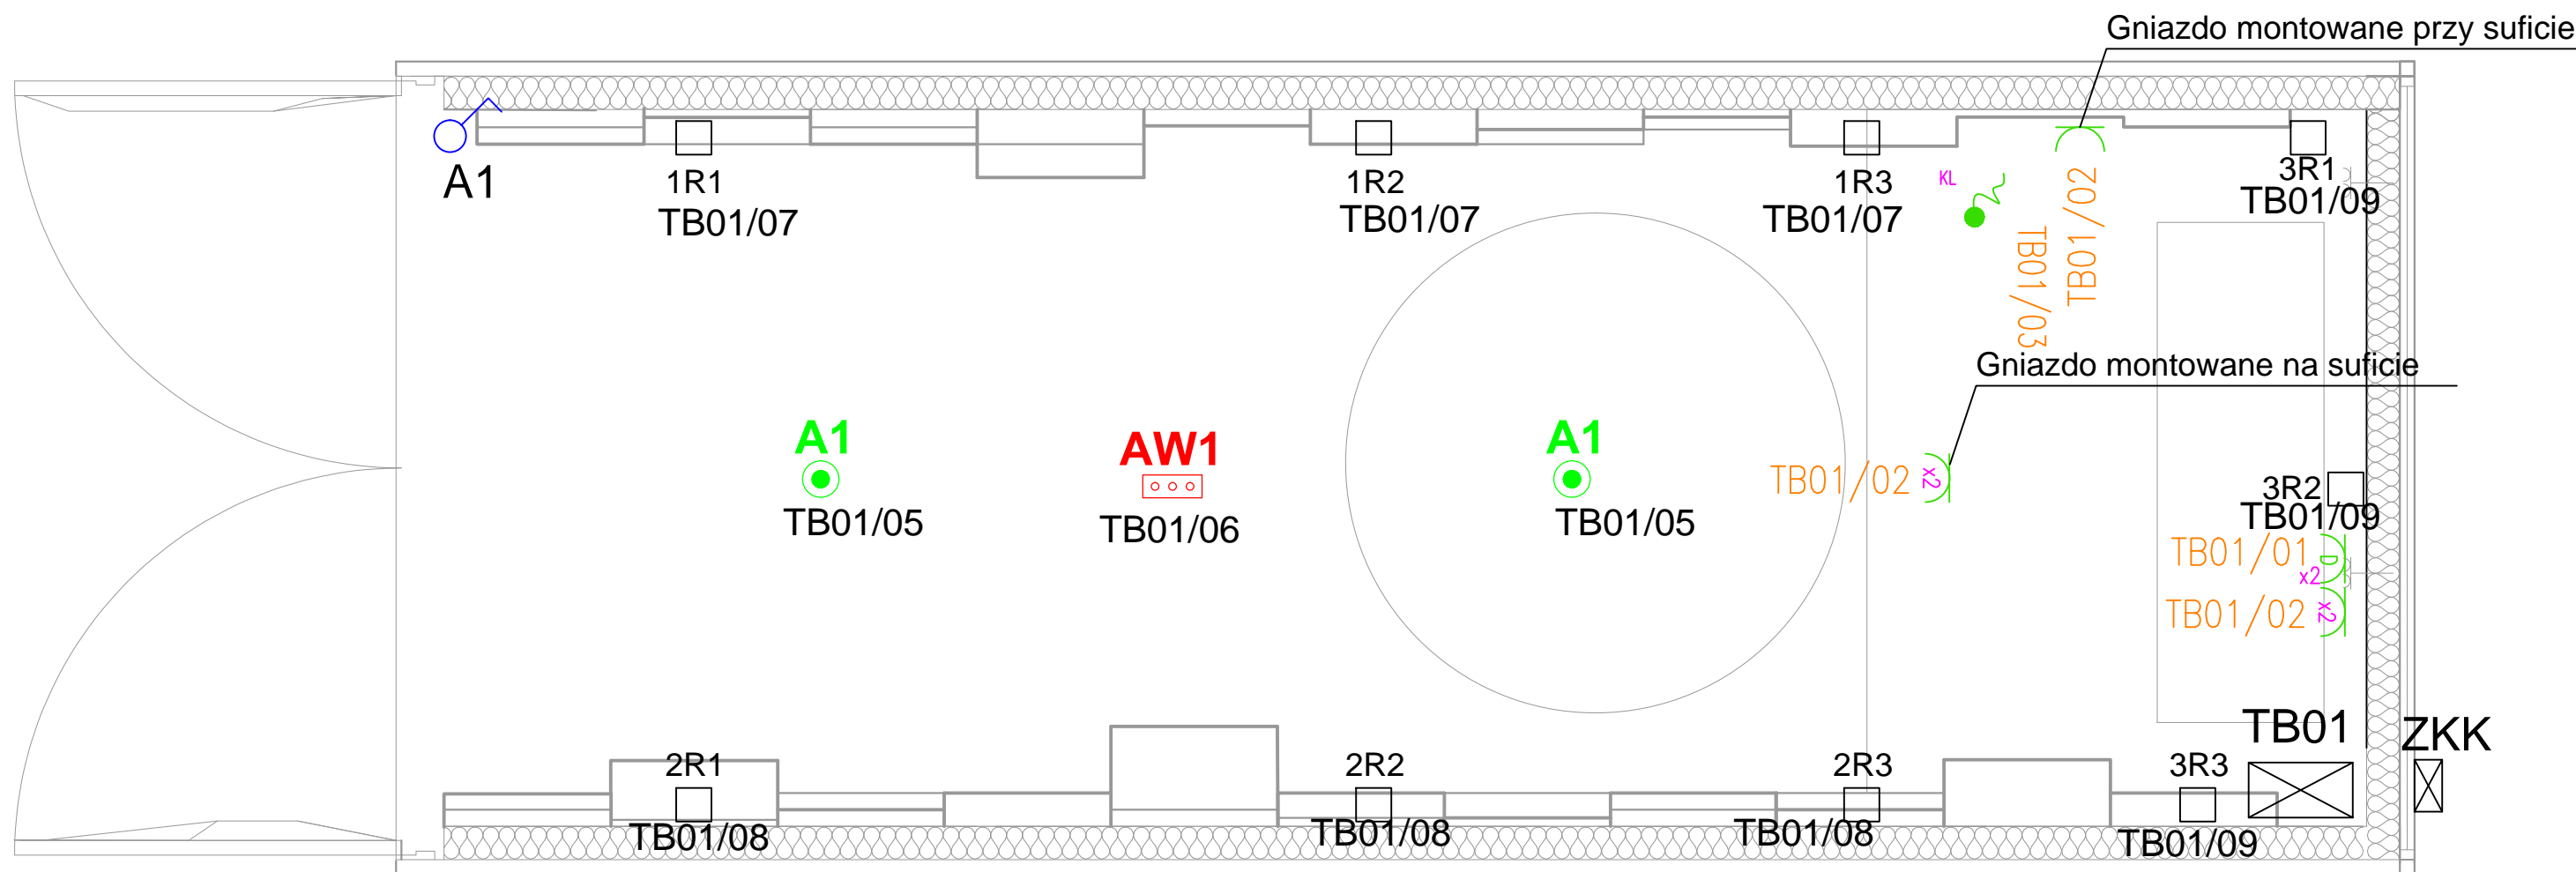 Gniazdo montowane przy suficie
A1
1R1
TB01/07
1R2
TB01/07
1R3
TB01/07
KL
TB01/02
TB01/03
3R1
TB01/09
Gniazdo montowane na suficie
A1
TB01/05
AW1
TB01/06
A1
TB01/05
TB01/02
x2
3R2
TB01/09
TB01/01
D
x2
TB01/02
x2
TB01
ZKK
2R1
TB01/08
2R2
TB01/08
2R3
TB01/08
3R3
TB01/09